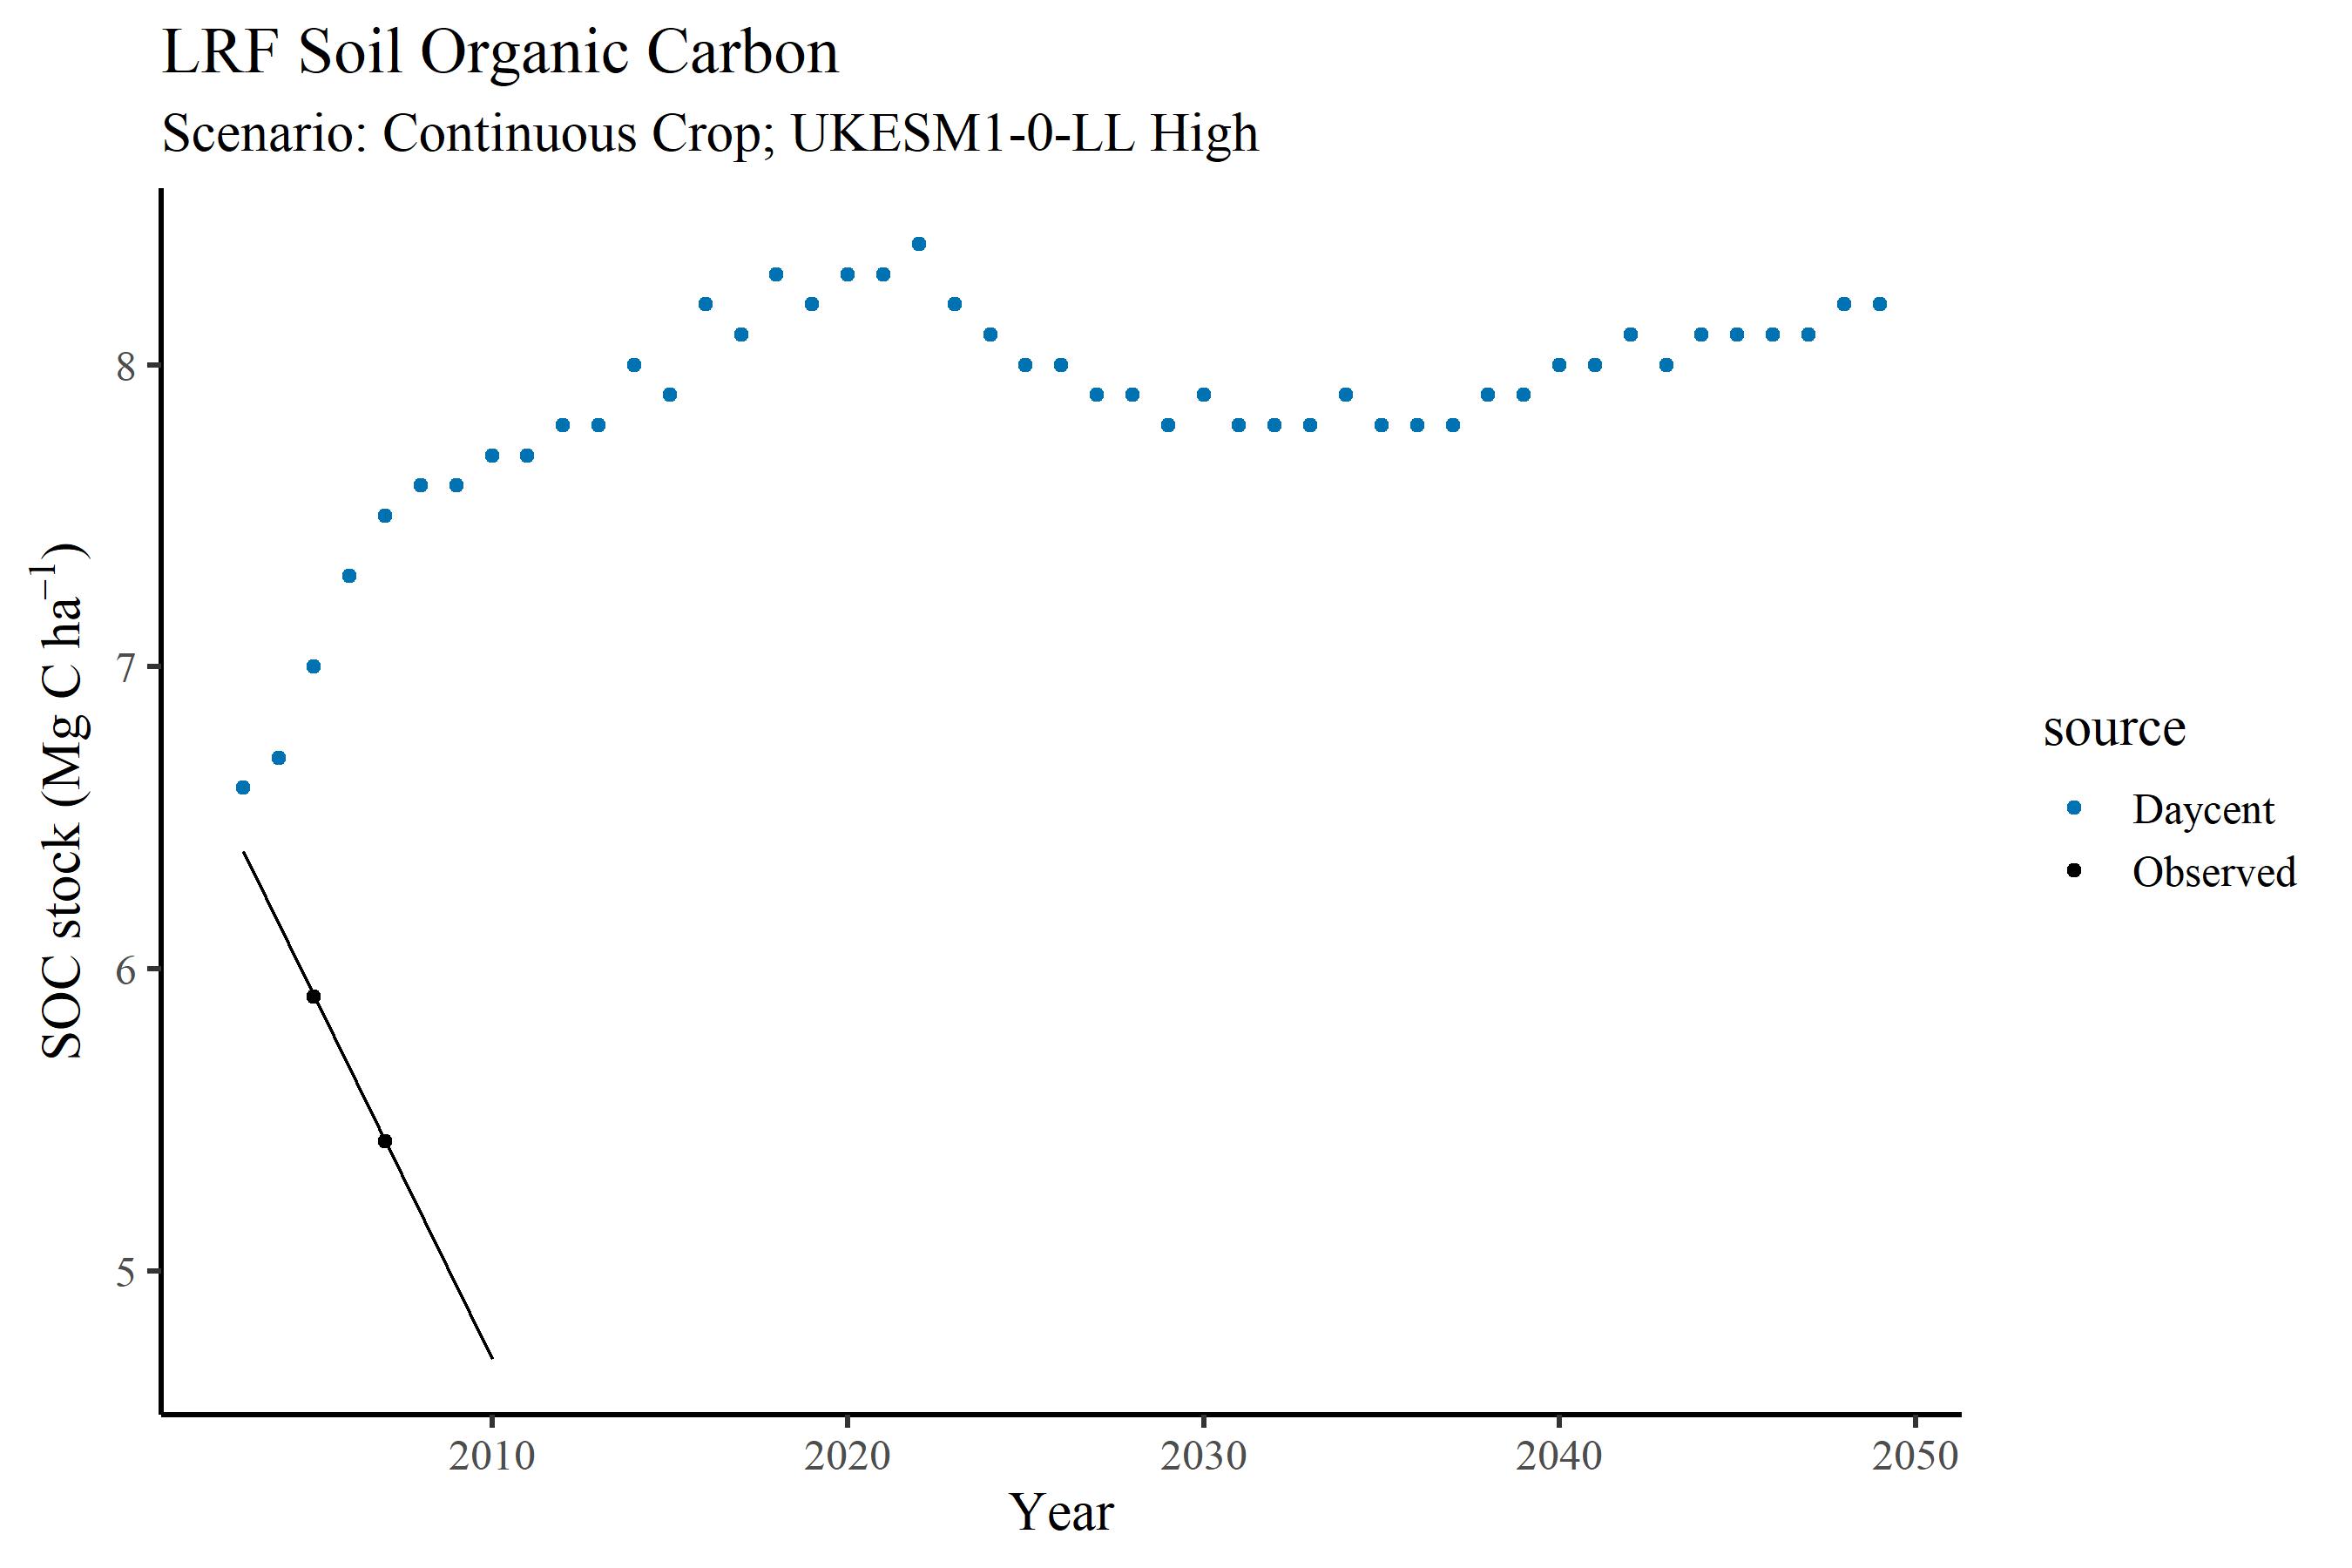 LRF Soil Organic Carbon
Scenario: Continuous Crop; UKESM1-0-LL High
SOC stock (Mg C ha⁻¹)
8
7
6
5
2010 2020 2030 2040 2050
Year
source
Daycent
Observed